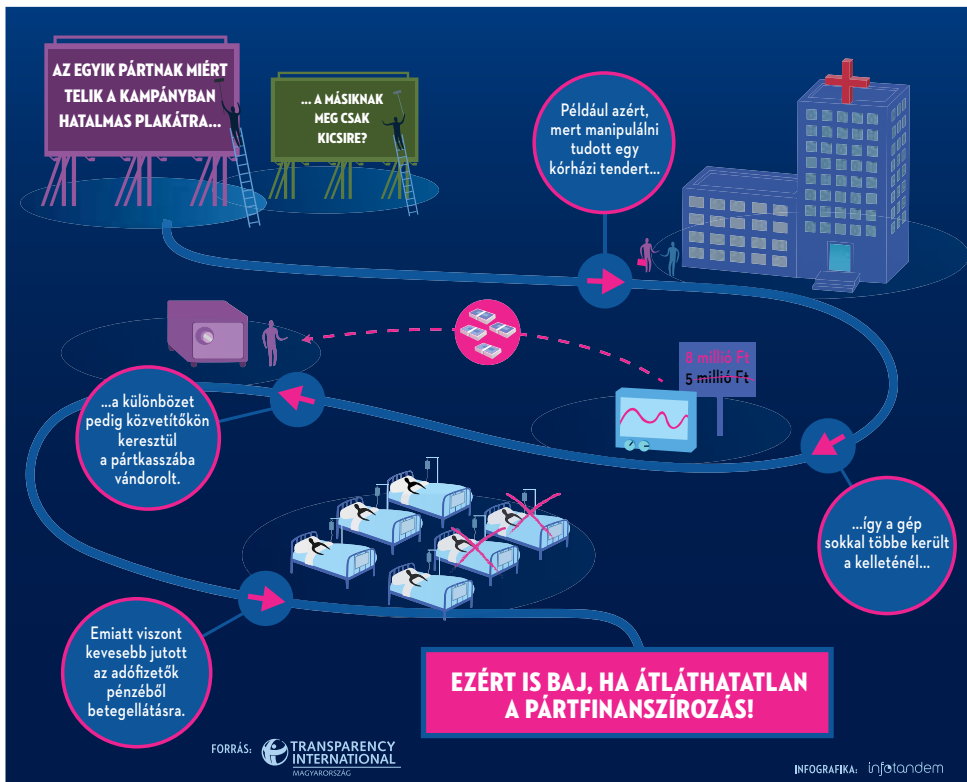 AZ EGYIK PÁRTNAK MIÉRT
TELIK A KAMPÁNYBAN
HATALMAS PLAKÁTRA...
... A MÁSIKNAK
MEG CSAK
KICSIRE?
Például azért,
mert manipulálni
tudott egy
kórházi tendert...
...így a gép
sokkal többe került
a kelleténél...
8 millió Ft
5 millió Ft
...a különbözet
pedig közvetítőkön
keresztül
a pártkasszába
vándorolt.
Emiatt viszont
kevesebb jutott
az adófizetők
pénzéből
betegellátásra.
EZÉRT IS BAJ, HA ÁTLÁTHATATLAN
A PÁRTFINANSZÍROZÁS!
FORRÁS:
TRANSPARENCY
INTERNATIONAL
MAGYARORSZÁG
INFOGRAFIKA: infotandem